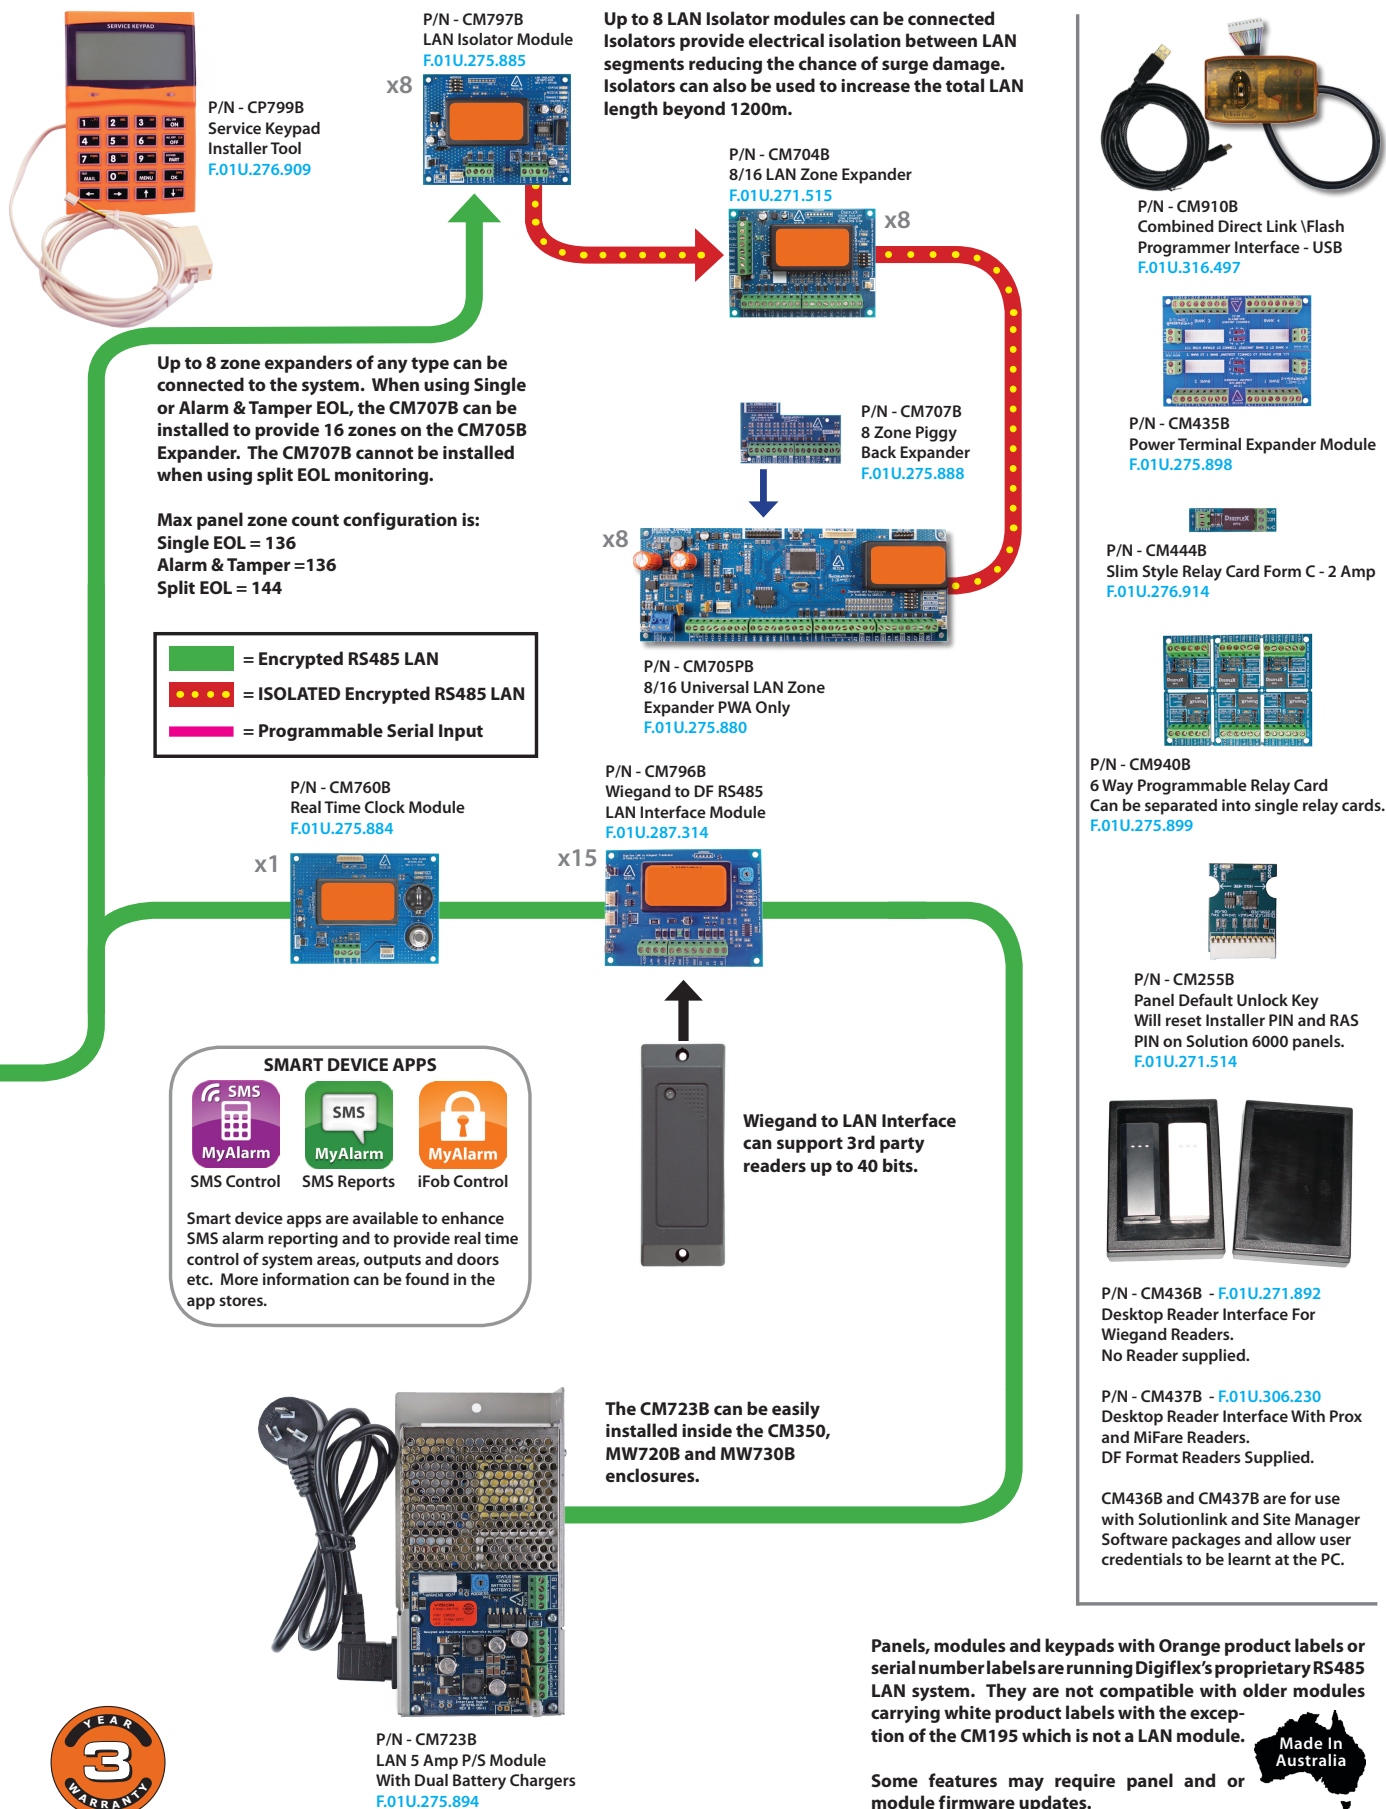 SERVICE KEYPAD
P/N - CP799B
Service Keypad
Installer Tool
F.01U.276.909
P/N - CM797B
LAN Isolator Module
F.01U.275.885
x8
Up to 8 LAN Isolator modules can be connected
Isolators provide electrical isolation between LAN
segments reducing the chance of surge damage.
Isolators can also be used to increase the total LAN
length beyond 1200m.
P/N - CM704B
8/16 LAN Zone Expander
F.01U.271.515
x8
Up to 8 zone expanders of any type can be
connected to the system. When using Single
or Alarm & Tamper EOL, the CM707B can be
installed to provide 16 zones on the CM705B
Expander. The CM707B cannot be installed
when using split EOL monitoring.
Max panel zone count configuration is:
Single EOL = 136
Alarm & Tamper =136
Split EOL = 144
P/N - CM707B
8 Zone Piggy
Back Expander
F.01U.275.888
x8
P/N - CM705PB
8/16 Universal LAN Zone
Expander PWA Only
F.01U.275.880
= Encrypted RS485 LAN
= ISOLATED Encrypted RS485 LAN
= Programmable Serial Input
P/N - CM760B
Real Time Clock Module
F.01U.275.884
x1
P/N - CM796B
Wiegand to DF RS485
LAN Interface Module
F.01U.287.314
x15
SMART DEVICE APPS
SMS
MyAlarm
SMS
MyAlarm
MyAlarm
SMS Control
SMS Reports
iFob Control
Smart device apps are available to enhance
SMS alarm reporting and to provide real time
control of system areas, outputs and doors
etc. More information can be found in the
app stores.
Wiegand to LAN Interface
can support 3rd party
readers up to 40 bits.
The CM723B can be easily
installed inside the CM350,
MW720B and MW730B
enclosures.
P/N - CM723B
LAN 5 Amp P/S Module
With Dual Battery Chargers
F.01U.275.894
3
YEAR
WARRANTY
P/N - CM910B
Combined Direct Link \Flash
Programmer Interface - USB
F.01U.316.497
P/N - CM435B
Power Terminal Expander Module
F.01U.275.898
P/N - CM444B
Slim Style Relay Card Form C - 2 Amp
F.01U.276.914
P/N - CM940B
6 Way Programmable Relay Card
Can be separated into single relay cards.
F.01U.275.899
P/N - CM255B
Panel Default Unlock Key
Will reset Installer PIN and RAS
PIN on Solution 6000 panels.
F.01U.271.514
P/N - CM436B - F.01U.271.892
Desktop Reader Interface For
Wiegand Readers.
No Reader supplied.
P/N - CM437B - F.01U.306.230
Desktop Reader Interface With Prox
and MiFare Readers.
DF Format Readers Supplied.
CM436B and CM437B are for use
with Solutionlink and Site Manager
Software packages and allow user
credentials to be learnt at the PC.
Panels, modules and keypads with Orange product labels or
serial number labels are running Digiflex's proprietary RS485
LAN system. They are not compatible with older modules
carrying white product labels with the excep-
tion of the CM195 which is not a LAN module.
Some features may require panel and or
module firmware updates.
Made In
Australia